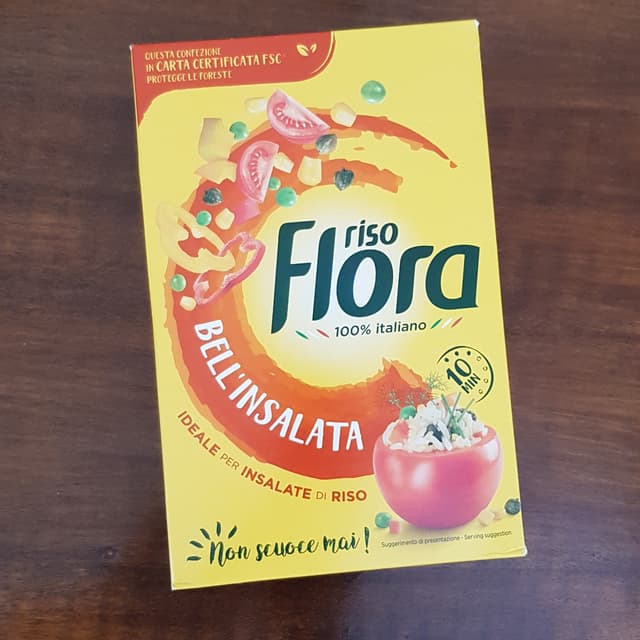 QUESTA CONFEZIONE
IN CARTA CERTIFICATA FSC
PROTEGGE LE FORESTE
riso
Flora
100% italiano
10
MIN
BELL'INSALATA
IDEALE PER INSALATE DI RISO
Non scuoce mai!
Suggerimento di presentazione - Serving suggestion